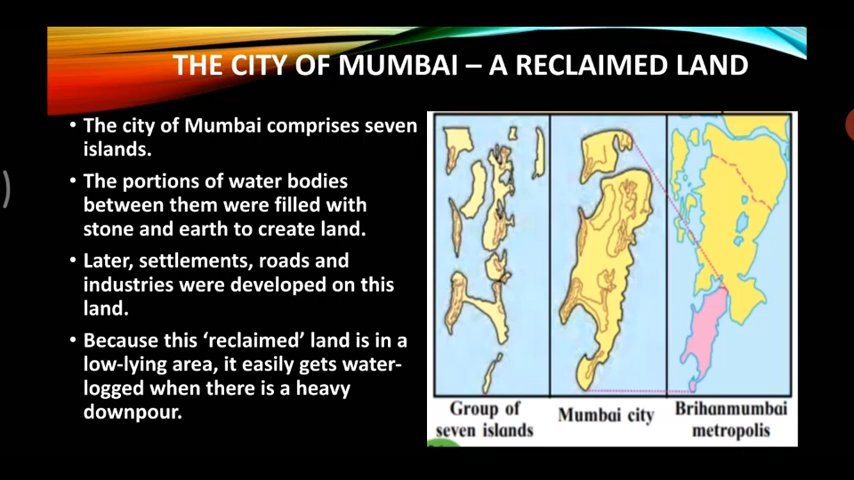 THE CITY OF MUMBAI – A RECLAIMED LAND
• The city of Mumbai comprises seven
islands.
• The portions of water bodies
between them were filled with
stone and earth to create land.
• Later, settlements, roads and
industries were developed on this
land.
• Because this ‘reclaimed’ land is in a
low-lying area, it easily gets water-
logged when there is a heavy
downpour.
Group of
seven islands
Mumbai city
Brihanmumbai
metropolis